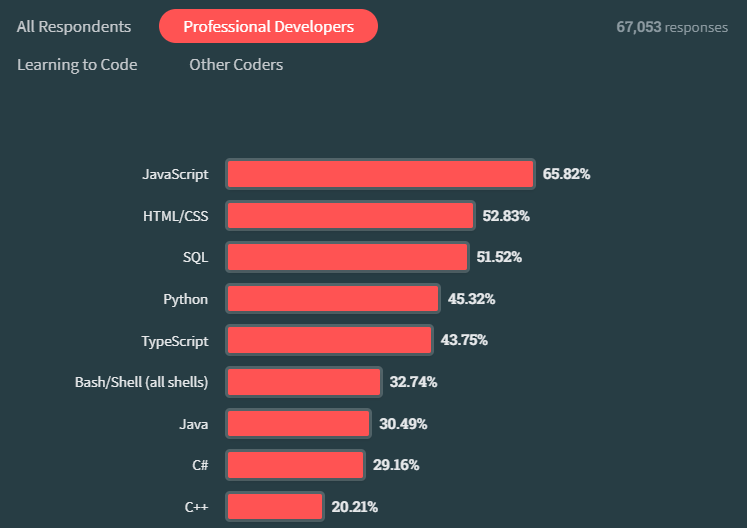 All Respondents Professional Developers 67,053 responses
Learning to Code Other Coders
JavaScript 65.82%
HTML/CSS 52.83%
SQL 51.52%
Python 45.32%
TypeScript 43.75%
Bash/Shell (all shells) 32.74%
Java 30.49%
C# 29.16%
C++ 20.21%